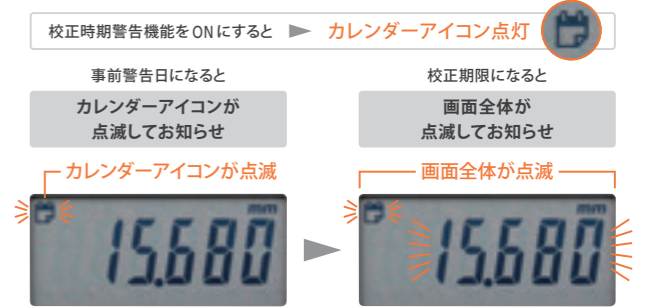 校正時期警告機能をONにすると
カレンダーアイコン点灯
事前警告日になると
カレンダーアイコンが
点滅してお知らせ
カレンダーアイコンが点滅
mm
15.680
校正期限になると
画面全体が
点滅してお知らせ
画面全体が点滅
mm
15.680